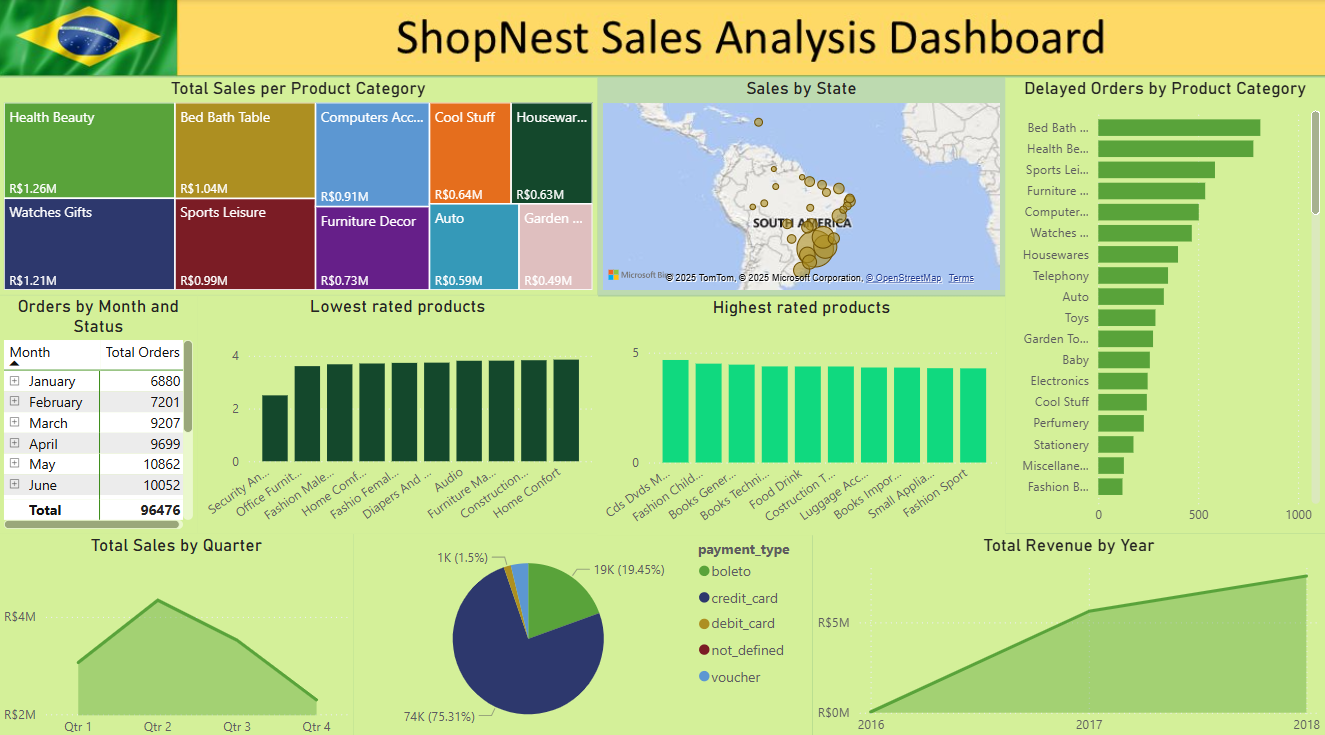 ShopNest Sales Analysis Dashboard
Total Sales per Product Category
Health Beauty
R$1.26M
Watches Gifts
R$1.21M
Bed Bath Table
R$1.04M
Sports Leisure
R$0.99M
Computers Acc...
R$0.91M
Furniture Decor
R$0.73M
Cool Stuff
R$0.64M
Housewar...
R$0.63M
Auto
R$0.59M
Garden ...
R$0.49M
Sales by State
SOUTH AMERICA
Microsoft Bi
© 2025 TomTom, © 2025 Microsoft Corporation, © OpenStreetMap Terms
Delayed Orders by Product Category
Bed Bath ...
Health Be...
Sports Lei...
Furniture ...
Computer...
Watches ...
Housewares
Telephony
Auto
Toys
Garden To...
Baby
Electronics
Cool Stuff
Perfumery
Stationery
Miscellane...
Fashion B...
0 500 1000
Orders by Month and
Status
Month Total Orders
January 6880
February 7201
March 9207
April 9699
May 10862
June 10052
Total 96476
Lowest rated products
4
2
0
Security An...
Office Furnit...
Fashion Male...
Home Comf...
Fashio Femal...
Diapers And ...
Audio
Furniture Ma...
Construction...
Home Confort
Highest rated products
5
0
Cds Dvds M...
Fashion Child...
Books Gener...
Books Techni...
Food Drink
Costruction T...
Luggage Acc...
Books Impor...
Small Applia...
Fashion Sport
Total Sales by Quarter
R$4M
R$2M
Qtr 1 Qtr 2 Qtr 3 Qtr 4
1K (1.5%)
19K (19.45%)
74K (75.31%)
payment_type
boleto
credit_card
debit_card
not_defined
voucher
Total Revenue by Year
R$5M
R$0M
2016 2017 2018